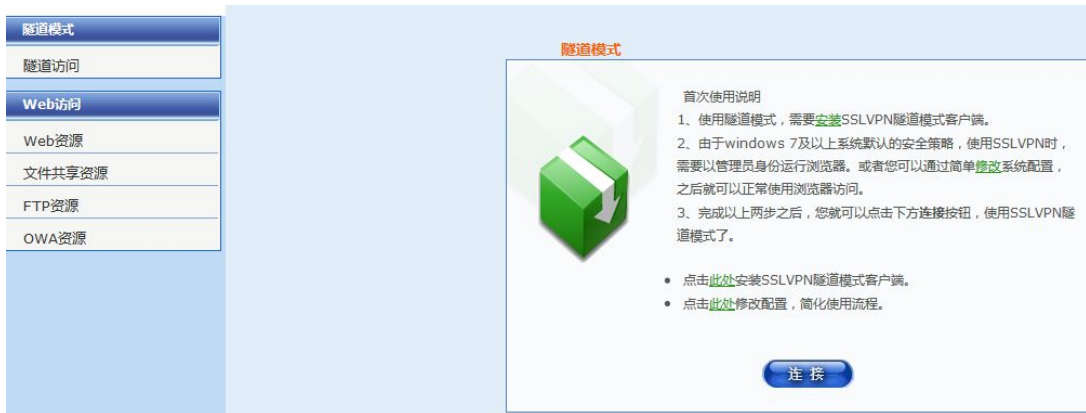 隧道模式
隧道访问
Web访问
Web资源
文件共享资源
FTP资源
OWA资源
隧道模式
首次使用说明
1、使用隧道模式，需要安装SSLVPN隧道模式客户端。
2、由于windows 7及以上系统默认的安全策略，使用SSLVPN时，
需要以管理员身份运行浏览器。或者您可以通过简单修改系统配置，
之后就可以正常使用浏览器访问。
3、完成以上两步之后，您就可以点击下方连接按钮，使用SSLVPN隧
道模式了。
• 点击此处安装SSLVPN隧道模式客户端。
• 点击此处修改配置，简化使用流程。
连接